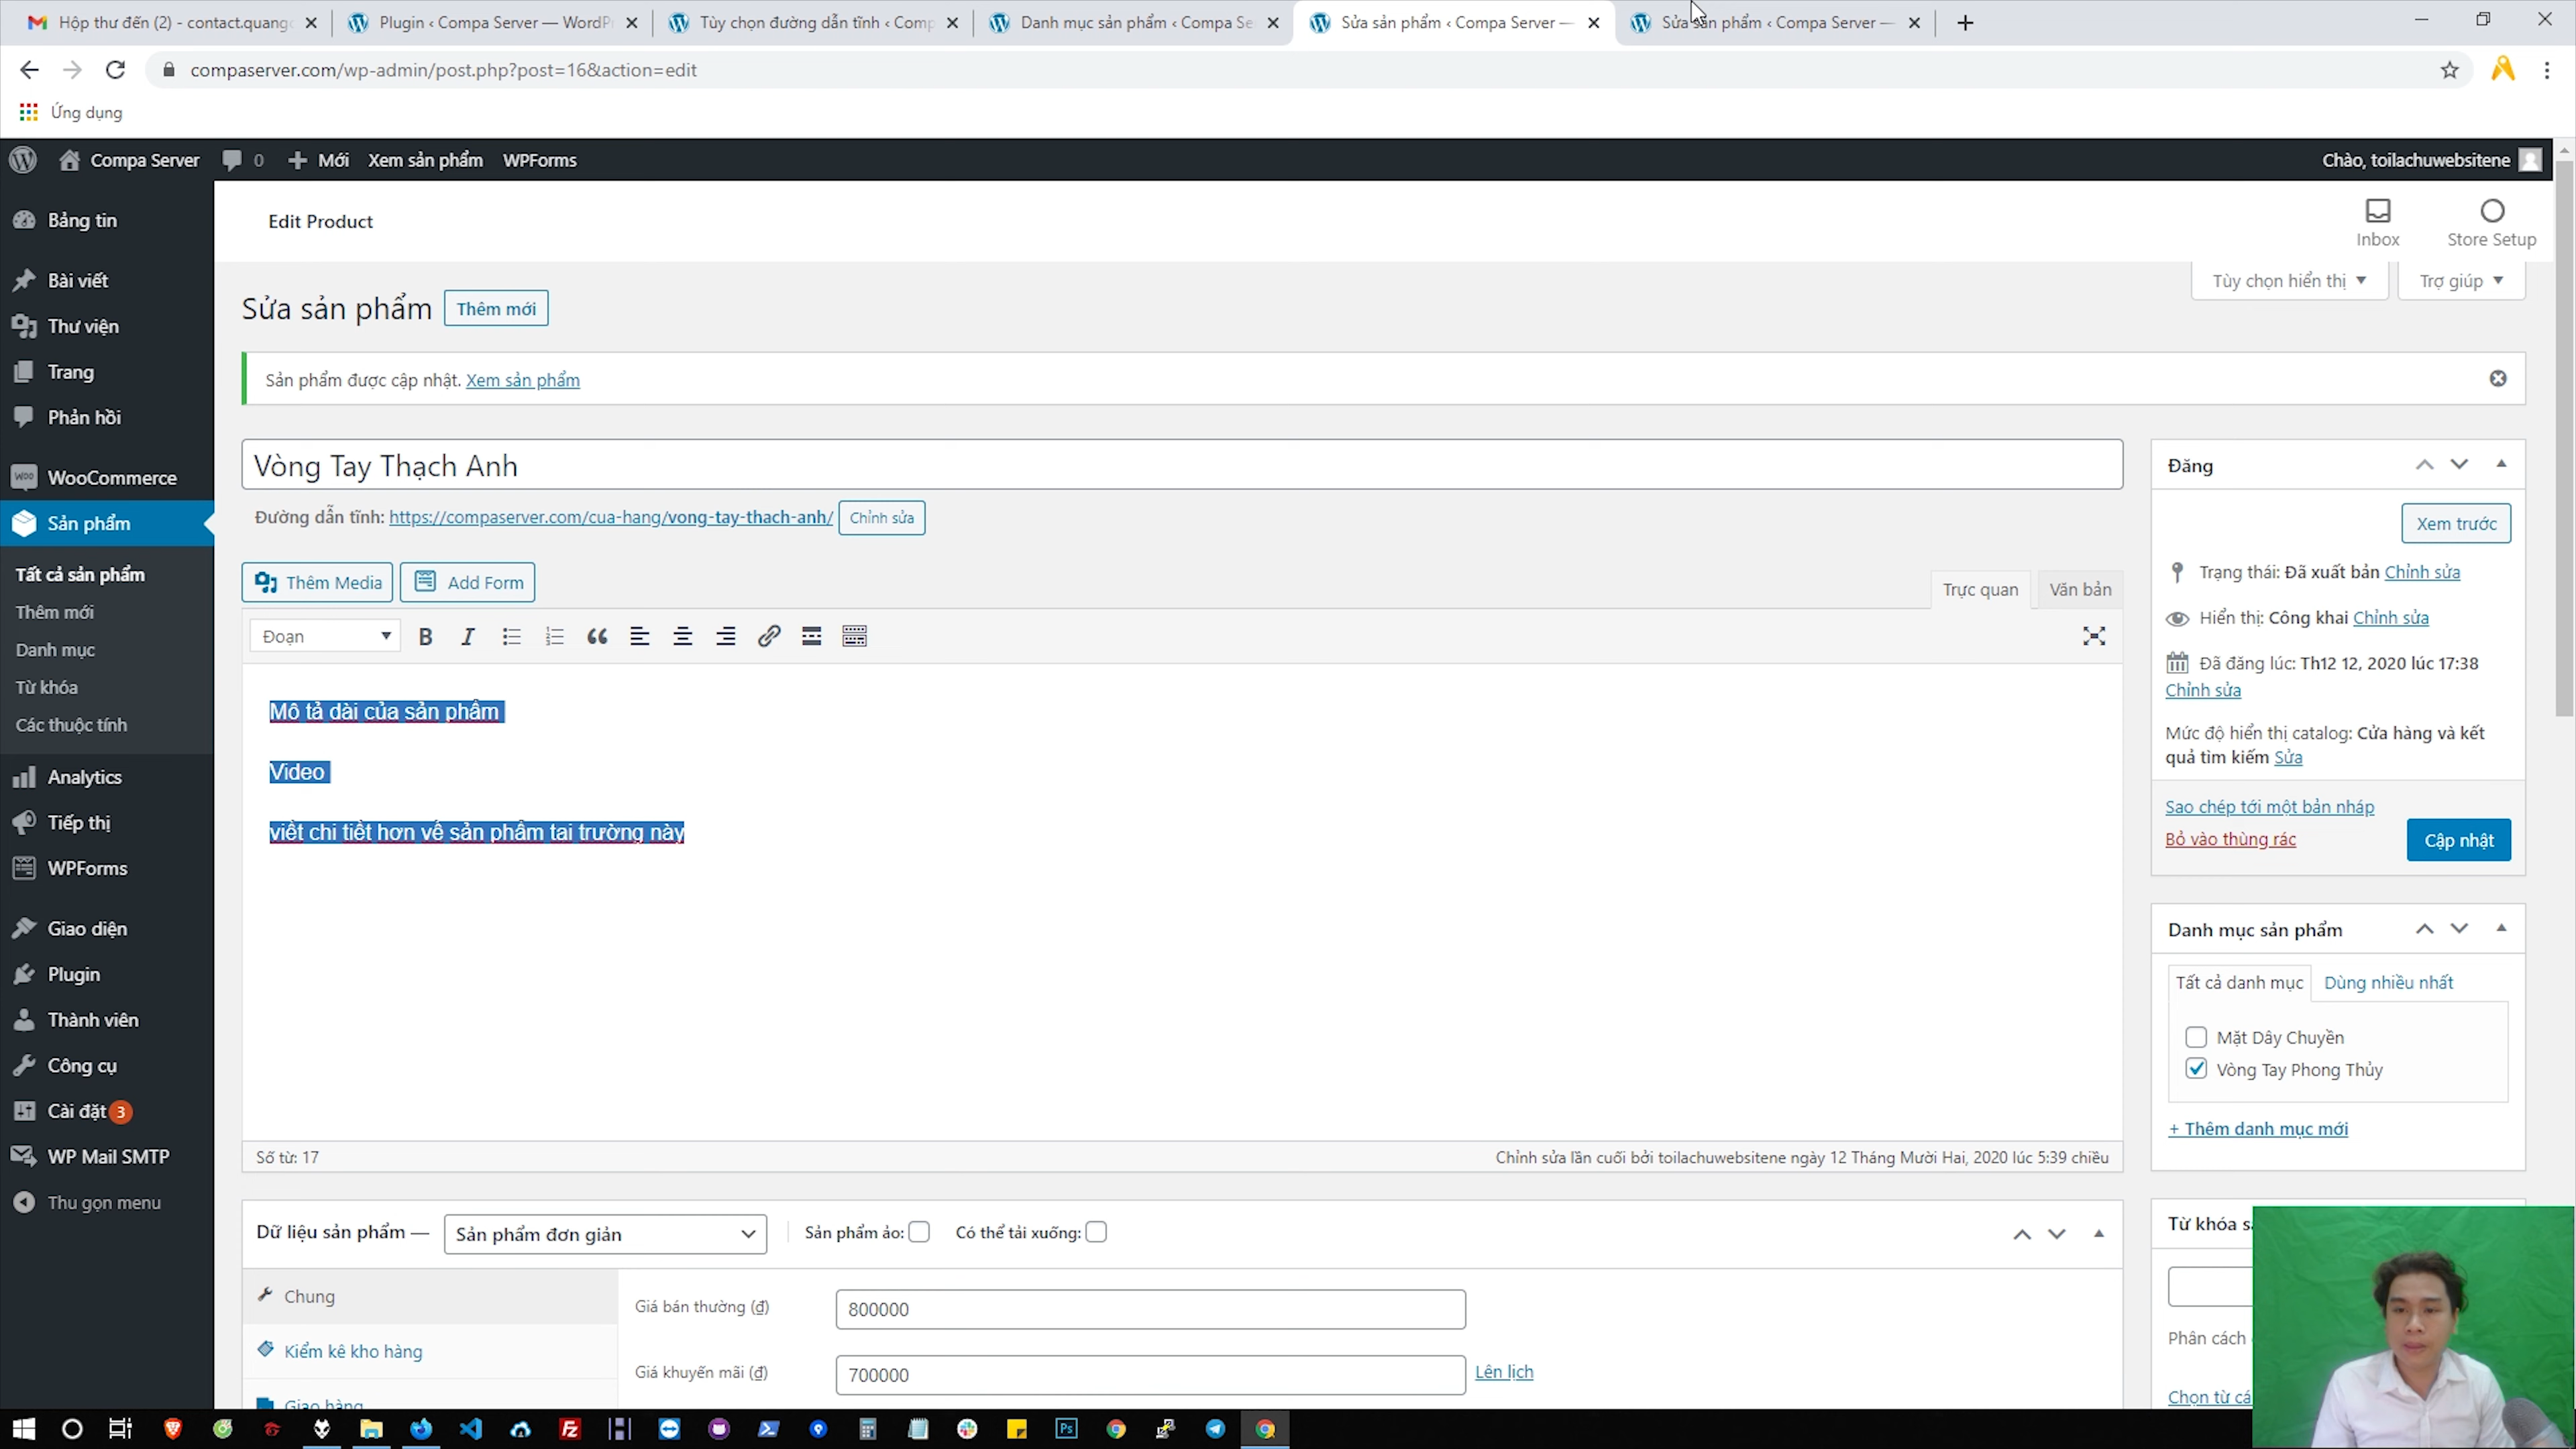 Hộp thư đến (2) - contact.quang
Plugin ‹ Compa Server — WordPr
Tùy chọn đường dẫn tĩnh ‹ Comp
Danh mục sản phẩm ‹ Compa Se
Sửa sản phẩm ‹ Compa Server —
Sửa sản phẩm ‹ Compa Server —
compaserver.com/wp-admin/post.php?post=16&action=edit
Ứng dụng
Compa Server
0
Mới
Xem sản phẩm
WPForms
Chào, toilachuwebsitene
Bảng tin
Bài viết
Thư viện
Trang
Phản hồi
WooCommerce
Sản phẩm
Tất cả sản phẩm
Thêm mới
Danh mục
Từ khóa
Các thuộc tính
Analytics
Tiếp thị
WPForms
Giao diện
Plugin
Thành viên
Công cụ
Cài đặt 3
WP Mail SMTP
Thu gọn menu
Edit Product
Inbox
Store Setup
Tùy chọn hiển thị
Trợ giúp
Sửa sản phẩm
Thêm mới
Sản phẩm được cập nhật. Xem sản phẩm
Vòng Tay Thạch Anh
Đường dẫn tĩnh: https://compaserver.com/cua-hang/vong-tay-thach-anh/ Chỉnh sửa
Thêm Media
Add Form
Trực quan
Văn bản
Đoạn
Mô tả dài của sản phẩm
Video
viết chi tiết hơn về sản phẩm tại trường này
Số từ: 17
Chỉnh sửa lần cuối bởi toilachuwebsitene ngày 12 Tháng Mười Hai, 2020 lúc 5:39 chiều
Dữ liệu sản phẩm —
Sản phẩm đơn giản
Sản phẩm ảo:
Có thể tải xuống:
Chung
Kiểm kê kho hàng
Giao hàng
Giá bán thường (₫)
800000
Giá khuyến mãi (₫)
700000
Lên lịch
Đăng
Xem trước
Trạng thái: Đã xuất bản Chỉnh sửa
Hiển thị: Công khai Chỉnh sửa
Đã đăng lúc: Th12 12, 2020 lúc 17:38
Chỉnh sửa
Mức độ hiển thị catalog: Cửa hàng và kết
quả tìm kiếm Sửa
Sao chép tới một bản nháp
Bỏ vào thùng rác
Cập nhật
Danh mục sản phẩm
Tất cả danh mục
Dùng nhiều nhất
Mặt Dây Chuyền
Vòng Tay Phong Thủy
+ Thêm danh mục mới
Từ khóa
Phân cách
Chọn từ